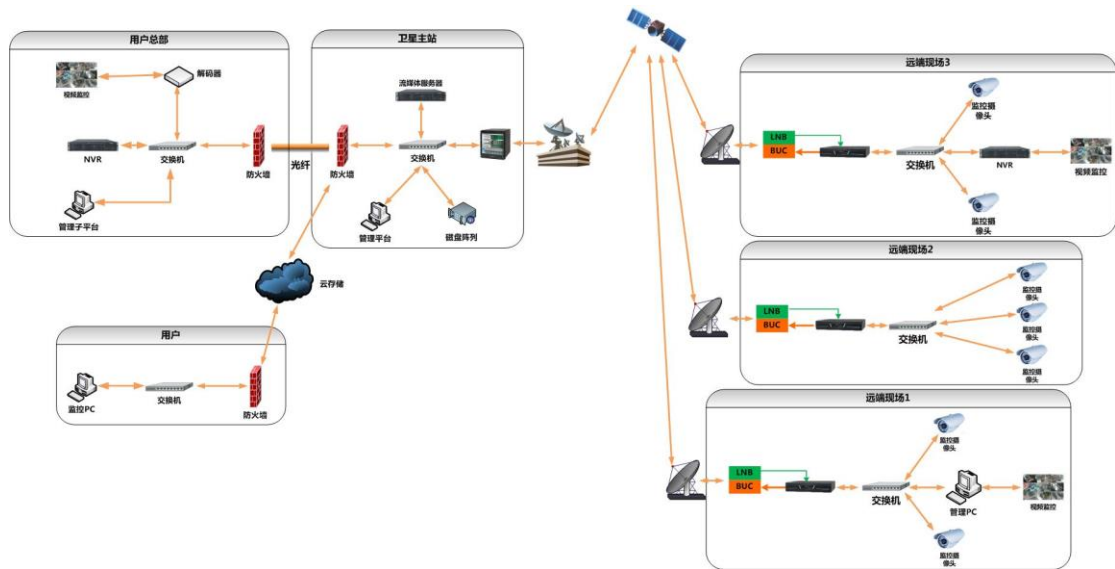 用户总部
视频监控
解码器
NVR
交换机
防火墙
管理子平台
光纤
卫星主站
流媒体服务器
防火墙
交换机
管理平台
磁盘阵列
云存储
用户
监控PC
交换机
防火墙
远端现场3
监控摄
像头
LNB
BUC
交换机
NVR
视频监控
监控摄
像头
远端现场2
监控摄
像头
LNB
BUC
交换机
监控摄
像头
监控摄
像头
远端现场1
监控摄
像头
LNB
BUC
交换机
管理PC
视频监控
监控摄
像头